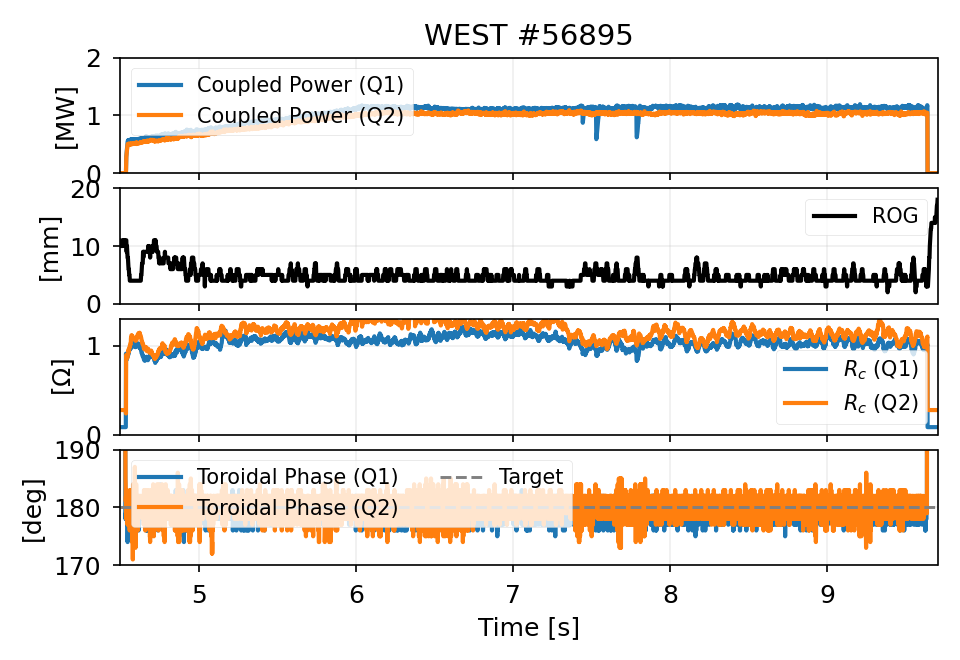 WEST #56895
2
1
0
[MW]
Coupled Power (Q1)
Coupled Power (Q2)
20
10
0
[mm]
ROG
1
0
[Ω]
R_c (Q1)
R_c (Q2)
190
180
170
[deg]
Toroidal Phase (Q1)
Toroidal Phase (Q2)
Target
5 6 7 8 9
Time [s]